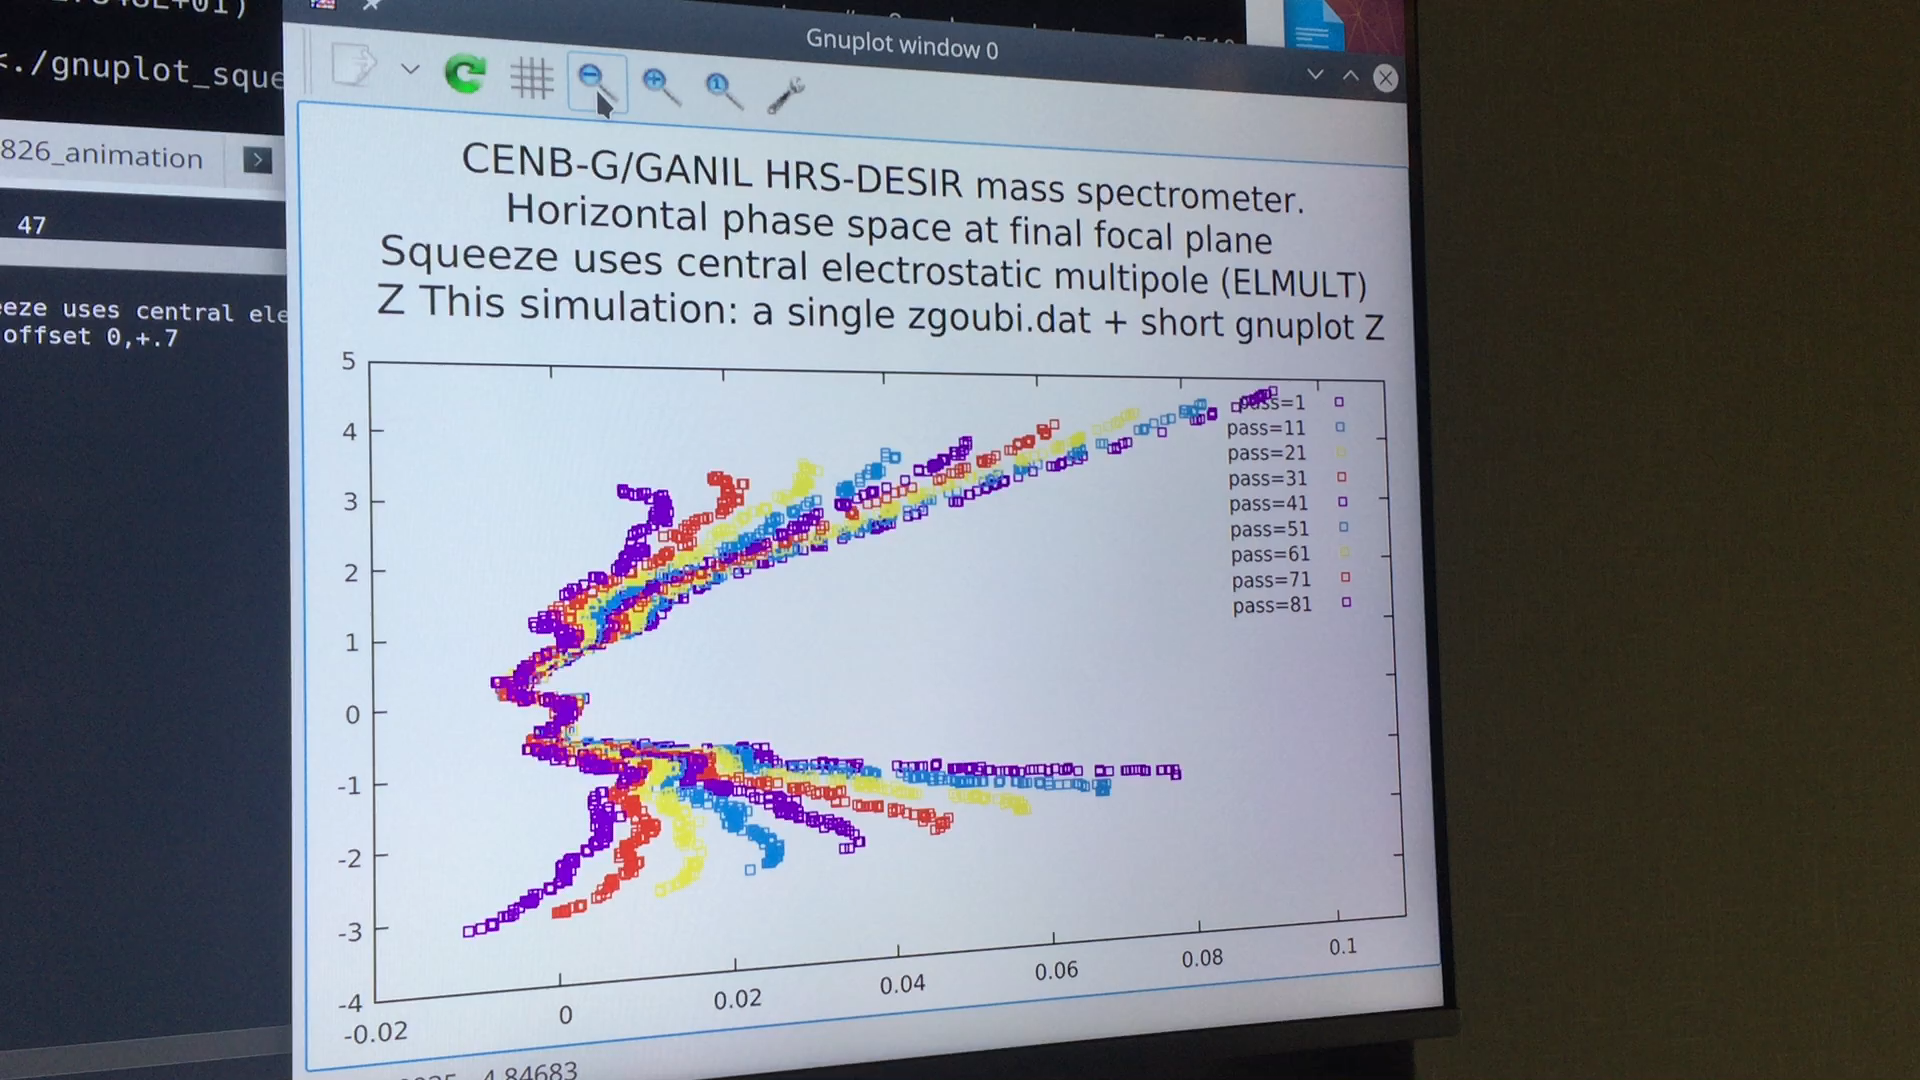 Gnuplot window 0
<./gnuplot_sque
826_animation
47
eeze uses central ele
offset 0,+.7
CENB-G/GANIL HRS-DESIR mass spectrometer.
Horizontal phase space at final focal plane
Squeeze uses central electrostatic multipole (ELMULT)
Z This simulation: a single zgoubi.dat + short gnuplot Z
5
4
3
2
1
0
-1
-2
-3
-4
pass=1
pass=11
pass=21
pass=31
pass=41
pass=51
pass=61
pass=71
pass=81
-0.02
0
0.02
0.04
0.06
0.08
0.1
4.84683